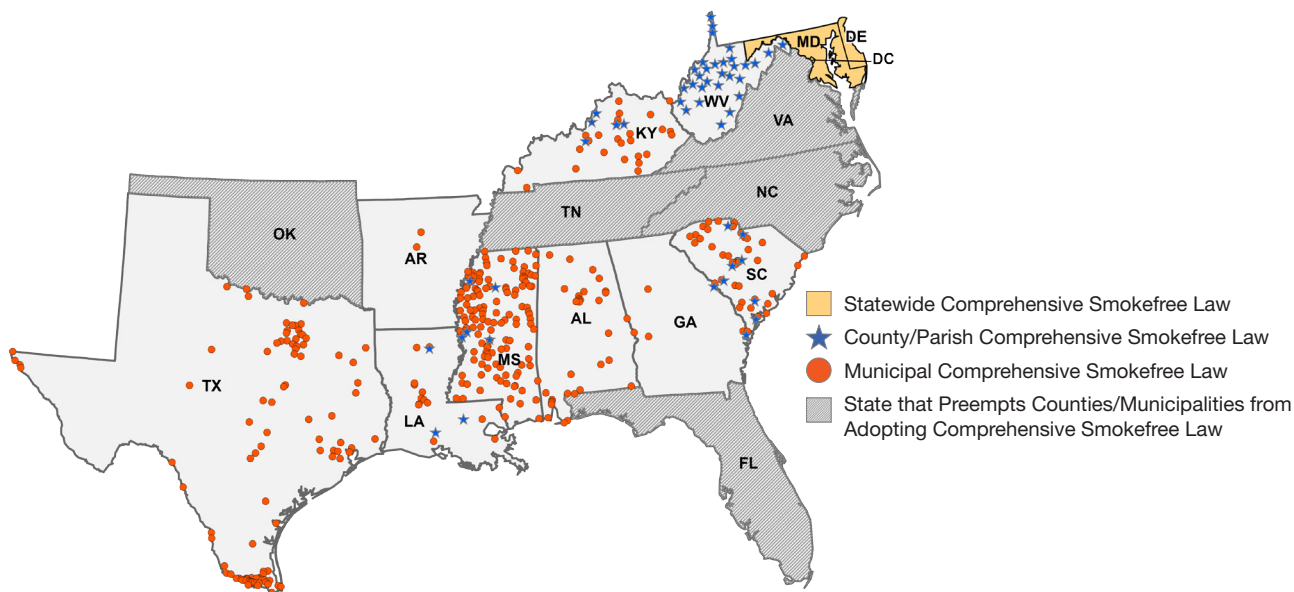 MD
DE
DC
WV
VA
KY
NC
TN
OK
AR
SC
AL
GA
MS
TX
LA
FL
Statewide Comprehensive Smokefree Law
County/Parish Comprehensive Smokefree Law
Municipal Comprehensive Smokefree Law
State that Preempts Counties/Municipalities from
Adopting Comprehensive Smokefree Law